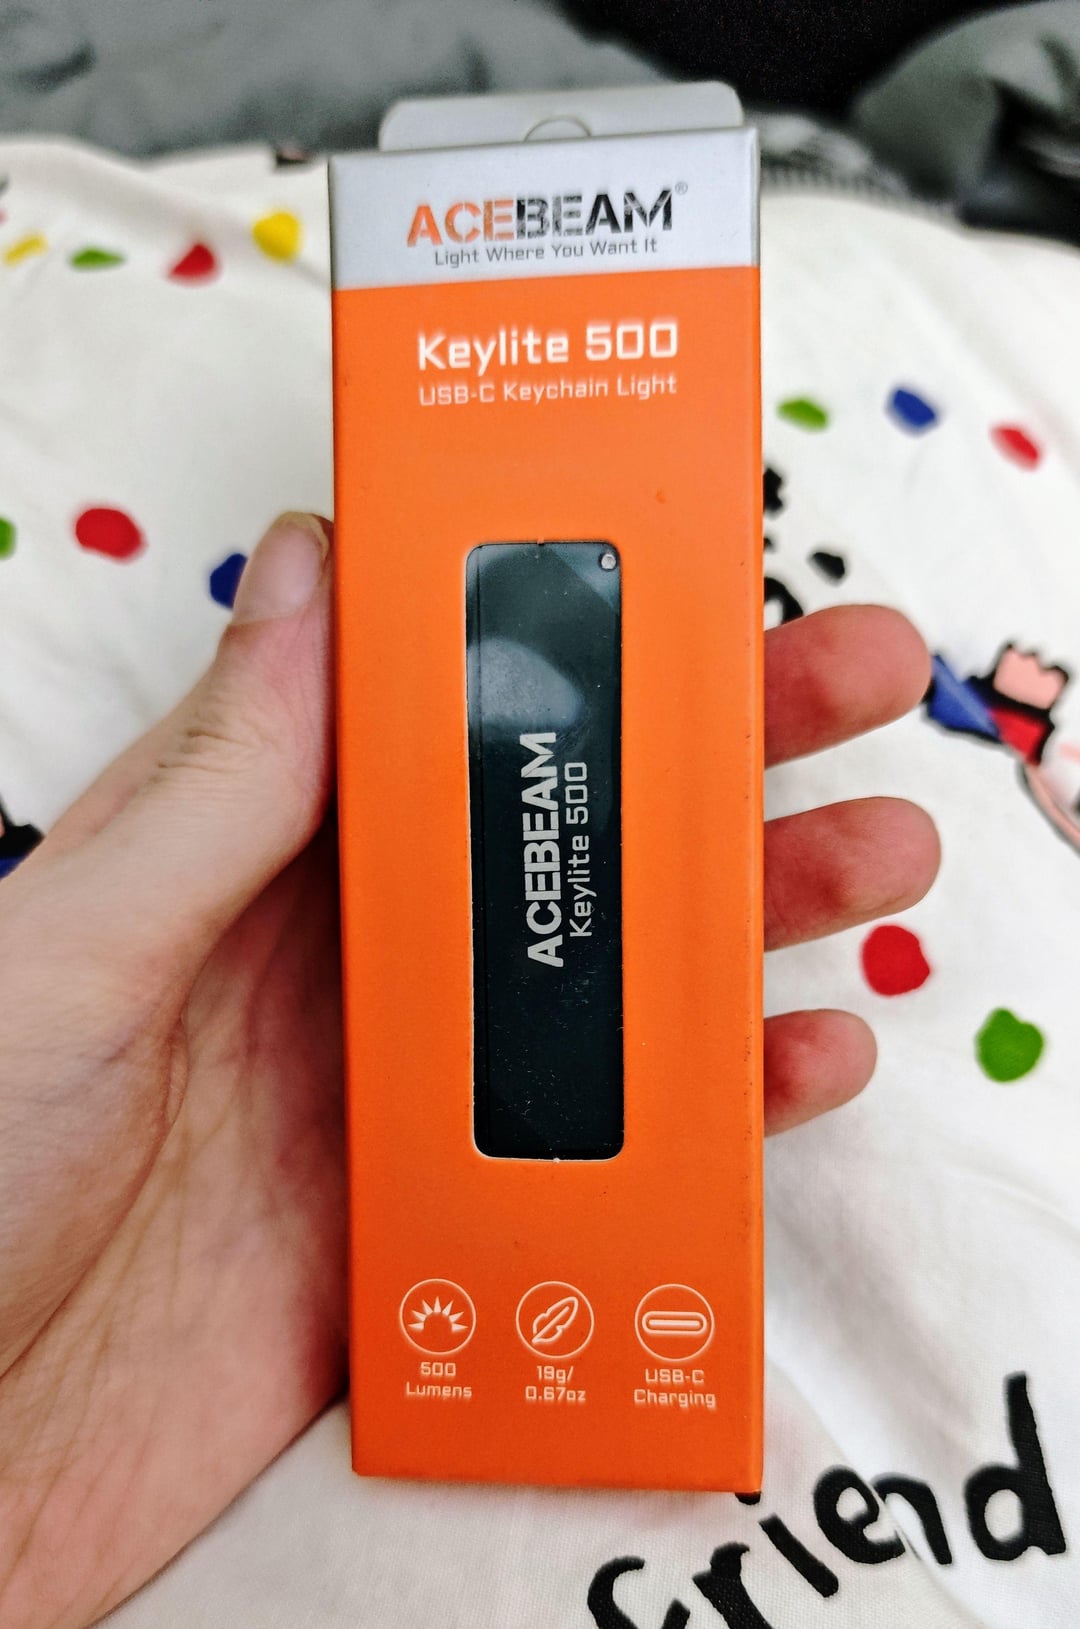 ACEBEAM®
Light Where You Want It
Keylite 500
USB-C Keychain Light
ACEBEAM
Keylite 500
500
Lumens
19g/
0.67oz
USB-C
Charging
friend